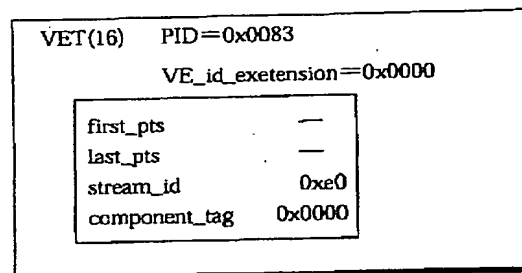 VET(16) PID=0x0083
VE_id_exetension=0x0000
first_pts —
last_pts —
stream_id 0xe0
component_tag 0x0000